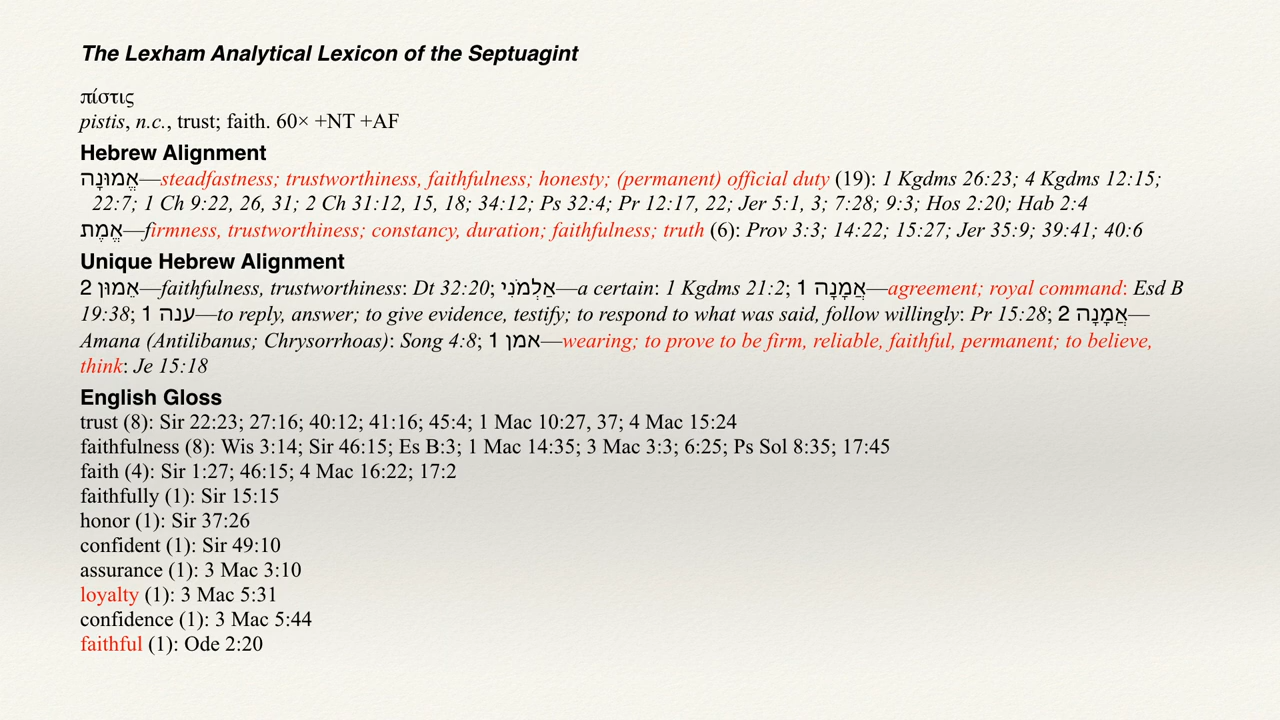 The Lexham Analytical Lexicon of the Septuagint
πίστις
pistis, n.c., trust; faith. 60× +NT +AF
Hebrew Alignment
אֱמוּנָה—steadfastness; trustworthiness, faithfulness; honesty; (permanent) official duty (19): 1 Kgdms 26:23; 4 Kgdms 12:15;
22:7; 1 Ch 9:22, 26, 31; 2 Ch 31:12, 15, 18; 34:12; Ps 32:4; Pr 12:17, 22; Jer 5:1, 3; 7:28; 9:3; Hos 2:20; Hab 2:4
אֱמֶת—firmness, trustworthiness; constancy, duration; faithfulness; truth (6): Prov 3:3; 14:22; 15:27; Jer 35:9; 39:41; 40:6
Unique Hebrew Alignment
2 אֵמוּן—faithfulness, trustworthiness: Dt 32:20; אַלְמֹנִי—a certain: 1 Kgdms 21:2; 1 אֲמָנָה—agreement; royal command: Esd B
19:38; 1 ענה—to reply, answer; to give evidence, testify; to respond to what was said, follow willingly: Pr 15:28; 2 אֲמָנָה—
Amana (Antilibanus; Chrysorrhoas): Song 4:8; 1 אמן—wearing; to prove to be firm, reliable, faithful, permanent; to believe,
think: Je 15:18
English Gloss
trust (8): Sir 22:23; 27:16; 40:12; 41:16; 45:4; 1 Mac 10:27, 37; 4 Mac 15:24
faithfulness (8): Wis 3:14; Sir 46:15; Es B:3; 1 Mac 14:35; 3 Mac 3:3; 6:25; Ps Sol 8:35; 17:45
faith (4): Sir 1:27; 46:15; 4 Mac 16:22; 17:2
faithfully (1): Sir 15:15
honor (1): Sir 37:26
confident (1): Sir 49:10
assurance (1): 3 Mac 3:10
loyalty (1): 3 Mac 5:31
confidence (1): 3 Mac 5:44
faithful (1): Ode 2:20